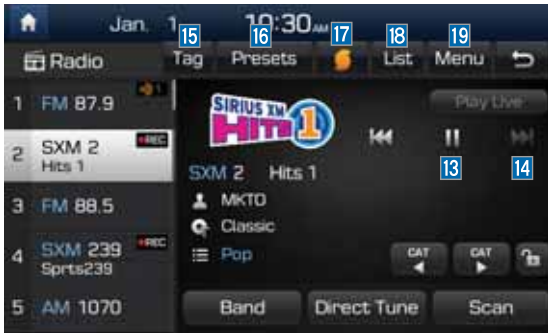 Jan. 1 10:30 AM
15 16 17 18 19
Radio Tag Presets List Menu
1 FM 87.9
SIRIUS XM HITS 1
Play Live
2 SXM 2 REC
Hits 1
13 14
SXM 2 Hits 1
3 FM 88.5
MKTO
Classic
4 SXM 239 REC
Sprts239
Pop
CAT CAT
5 AM 1070
Band Direct Tune Scan